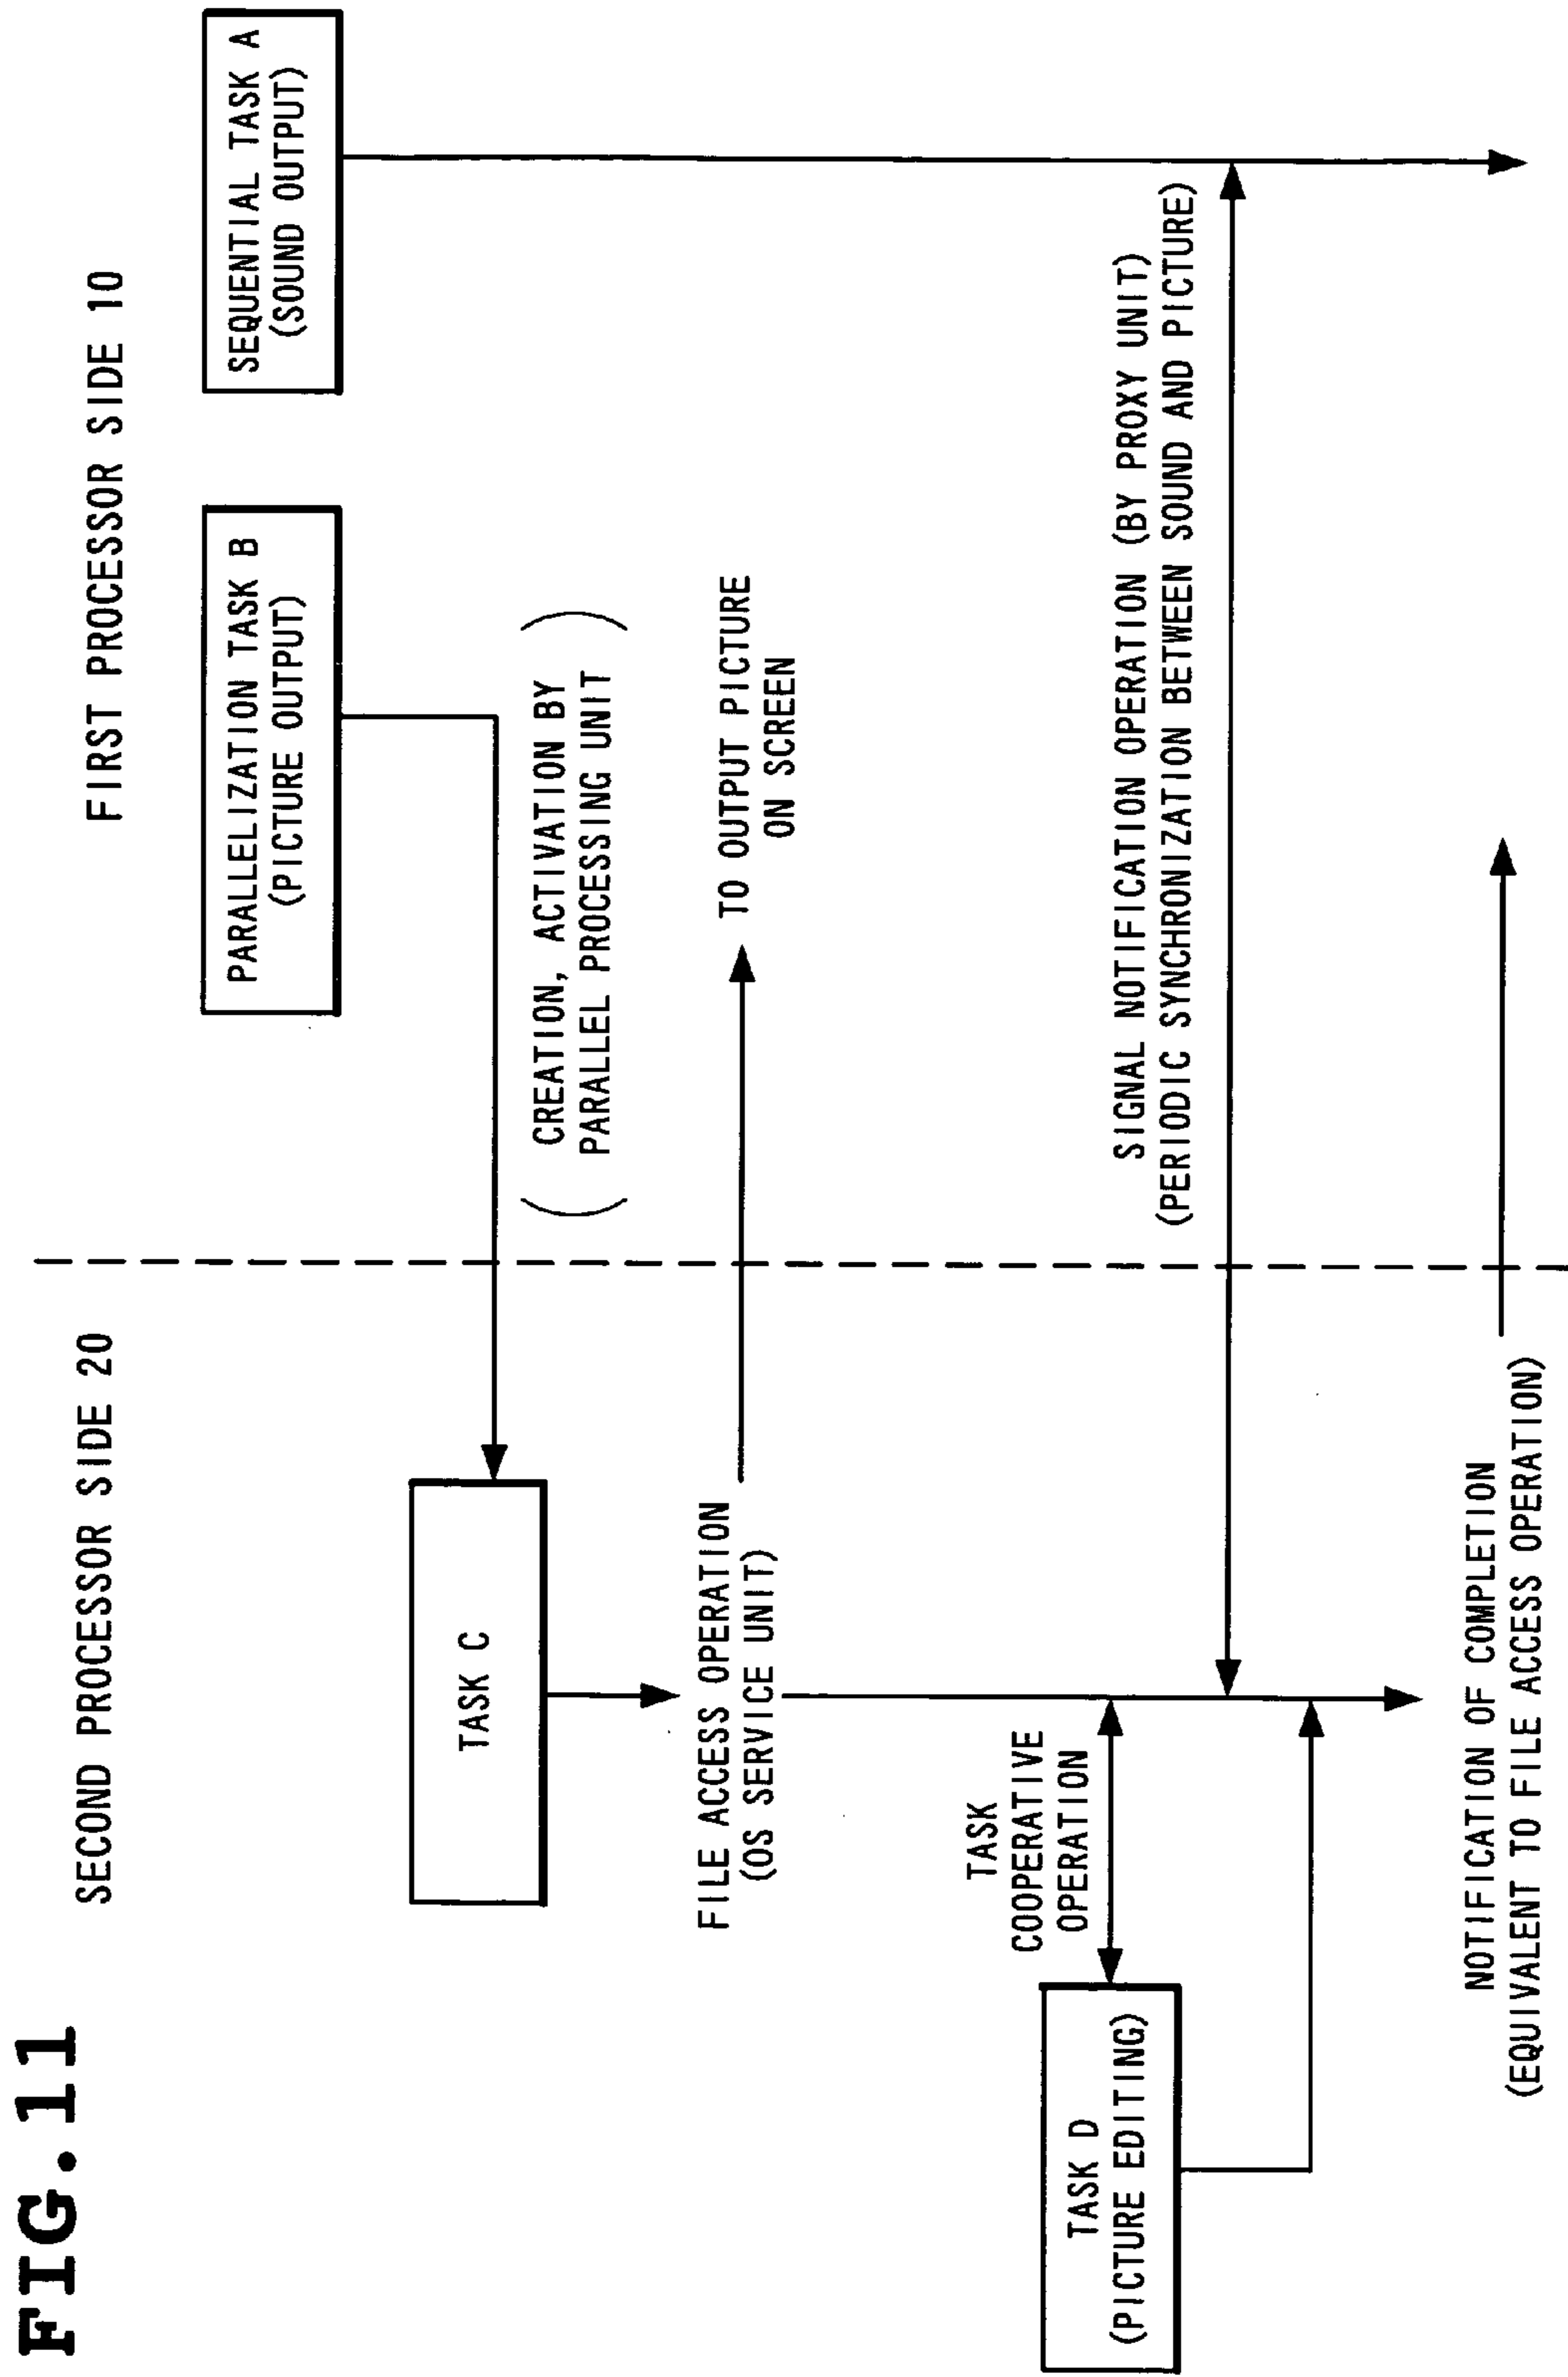 FIG.11
SECOND PROCESSOR SIDE 20
FIRST PROCESSOR SIDE 10
PARALLELIZATION TASK B
(PICTURE OUTPUT)
SEQUENTIAL TASK A
(SOUND OUTPUT)
TASK C
(CREATION, ACTIVATION BY
PARALLEL PROCESSING UNIT)
FILE ACCESS OPERATION
(OS SERVICE UNIT)
TO OUTPUT PICTURE
ON SCREEN
TASK
COOPERATIVE
OPERATION
TASK D
(PICTURE EDITING)
SIGNAL NOTIFICATION OPERATION (BY PROXY UNIT)
(PERIODIC SYNCHRONIZATION BETWEEN SOUND AND PICTURE)
NOTIFICATION OF COMPLETION
(EQUIVALENT TO FILE ACCESS OPERATION)